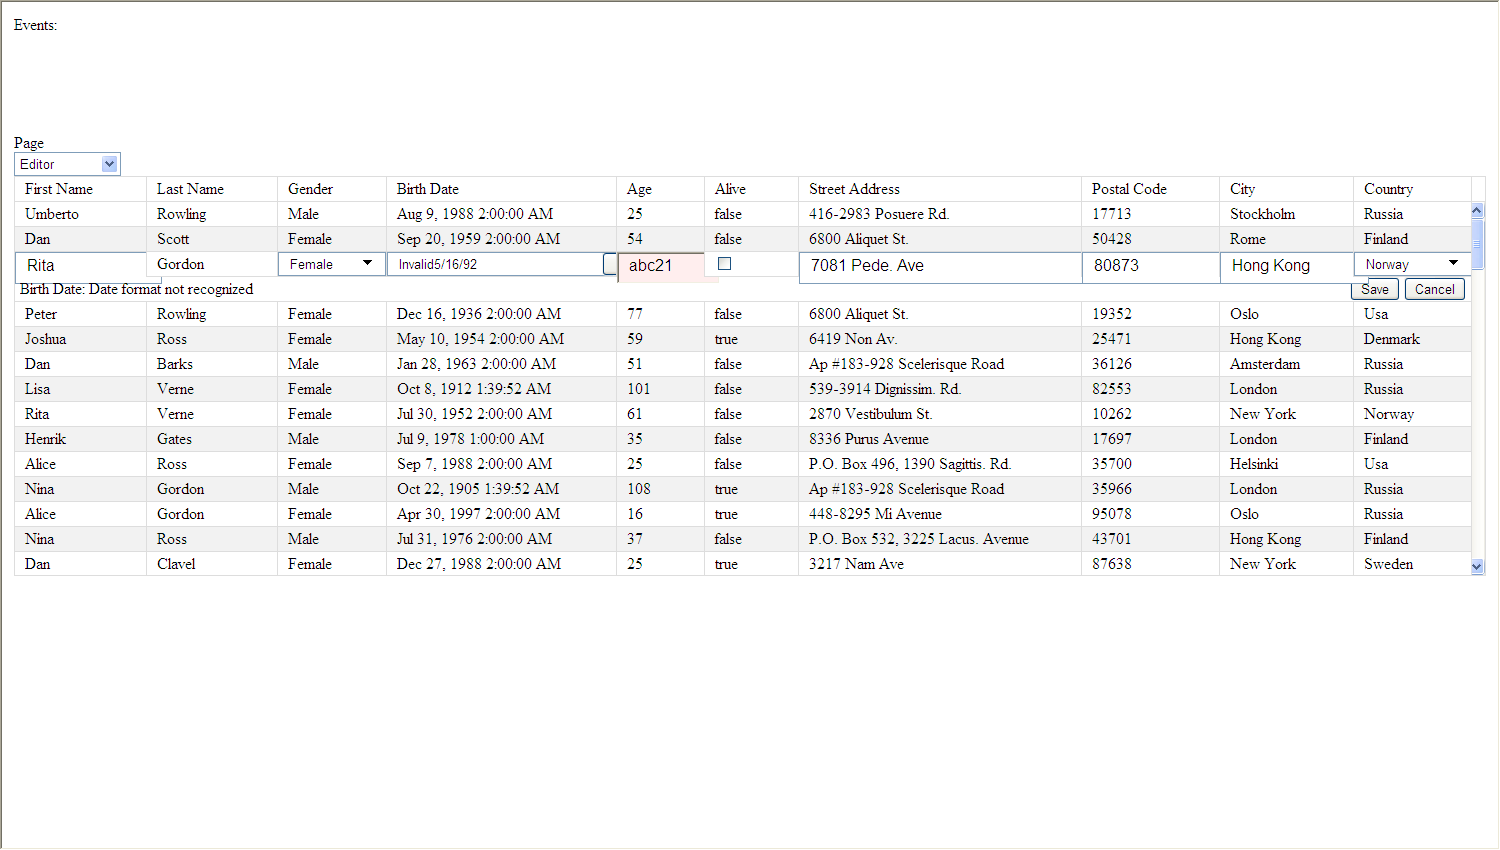 Events:
Page
Editor
First Name Last Name Gender Birth Date Age Alive Street Address Postal Code City Country
Umberto Rowling Male Aug 9, 1988 2:00:00 AM 25 false 416-2983 Posuere Rd. 17713 Stockholm Russia
Dan Scott Female Sep 20, 1959 2:00:00 AM 54 false 6800 Aliquet St. 50428 Rome Finland
Rita Gordon Female Invalid5/16/92 abc21 7081 Pede. Ave 80873 Hong Kong Norway
Birth Date: Date format not recognized Save Cancel
Peter Rowling Female Dec 16, 1936 2:00:00 AM 77 false 6800 Aliquet St. 19352 Oslo Usa
Joshua Ross Female May 10, 1954 2:00:00 AM 59 true 6419 Non Av. 25471 Hong Kong Denmark
Dan Barks Male Jan 28, 1963 2:00:00 AM 51 false Ap #183-928 Scelerisque Road 36126 Amsterdam Russia
Lisa Verne Female Oct 8, 1912 1:39:52 AM 101 false 539-3914 Dignissim. Rd. 82553 London Russia
Rita Verne Female Jul 30, 1952 2:00:00 AM 61 false 2870 Vestibulum St. 10262 New York Norway
Henrik Gates Male Jul 9, 1978 1:00:00 AM 35 false 8336 Purus Avenue 17697 London Finland
Alice Ross Female Sep 7, 1988 2:00:00 AM 25 false P.O. Box 496, 1390 Sagittis. Rd. 35700 Helsinki Usa
Nina Gordon Male Oct 22, 1905 1:39:52 AM 108 true Ap #183-928 Scelerisque Road 35966 London Russia
Alice Gordon Female Apr 30, 1997 2:00:00 AM 16 true 448-8295 Mi Avenue 95078 Oslo Russia
Nina Ross Male Jul 31, 1976 2:00:00 AM 37 false P.O. Box 532, 3225 Lacus. Avenue 43701 Hong Kong Finland
Dan Clavel Female Dec 27, 1988 2:00:00 AM 25 true 3217 Nam Ave 87638 New York Sweden